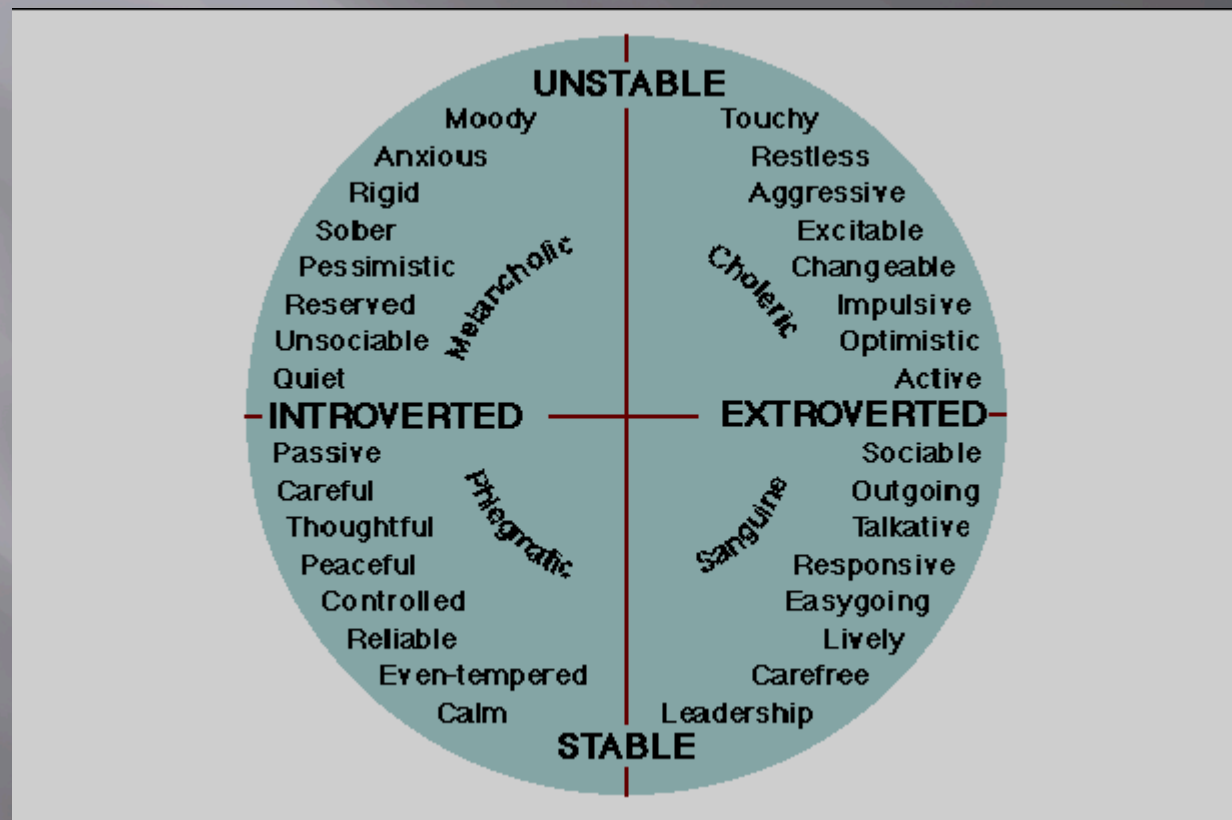 UNSTABLE
Moody Touchy
Anxious Restless
Rigid Aggressive
Sober Excitable
Pessimistic Changeable
Reserved Impulsive
Unsociable Optimistic
Quiet Active
Melancholic Choleric
INTROVERTED EXTROVERTED
Passive Sociable
Careful Outgoing
Thoughtful Talkative
Peaceful Responsive
Controlled Easygoing
Reliable Lively
Even-tempered Carefree
Calm Leadership
Phlegmatic Sanguine
STABLE